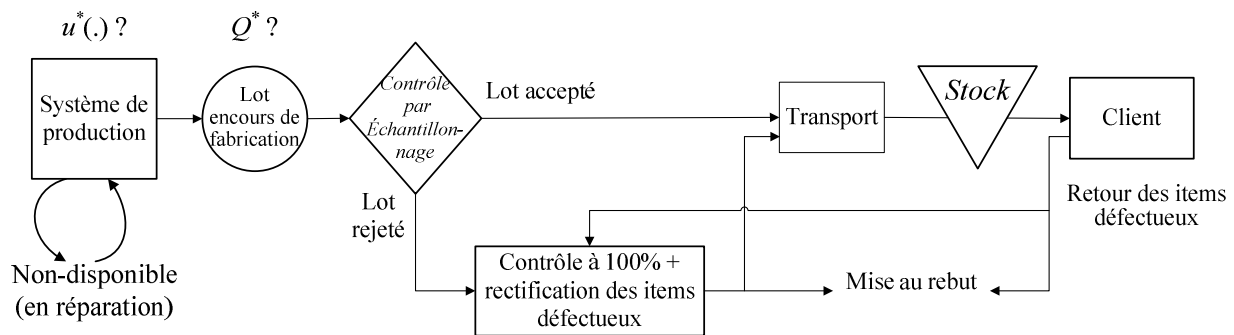 u*(.) ?
Q* ?
Système de
production
Lot
encours de
fabrication
Contrôle
par
Échantillon-
nage
Lot accepté
Transport
Stock
Client
Lot
rejeté
Retour des items
défectueux
Non-disponible
(en réparation)
Contrôle à 100% +
rectification des items
défectueux
Mise au rebut